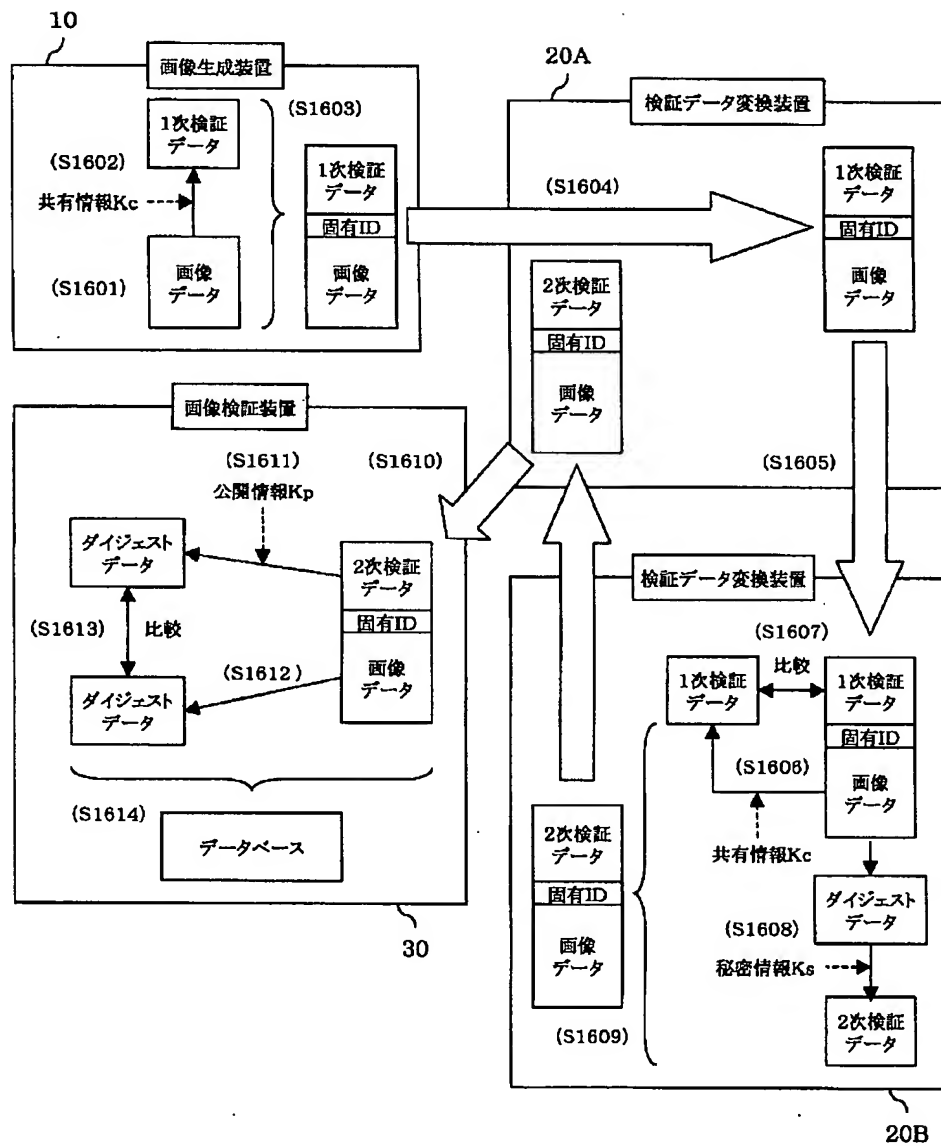 10
画像生成装置
1次検証
データ
(S1602)
共有情報Kc
(S1601)
画像
データ
(S1603)
1次検証
データ
固有ID
画像
データ
20A
検証データ変換装置
(S1604)
1次検証
データ
固有ID
画像
データ
2次検証
データ
固有ID
画像
データ
(S1605)
画像検証装置
(S1611)
公開情報Kp
(S1610)
ダイジェスト
データ
2次検証
データ
固有ID
画像
データ
(S1613)
比較
(S1612)
ダイジェスト
データ
(S1614)
データベース
30
検証データ変換装置
(S1607)
比較
1次検証
データ
1次検証
データ
固有ID
画像
データ
(S1606)
共有情報Kc
ダイジェスト
データ
(S1608)
秘密情報Ks
2次検証
データ
2次検証
データ
固有ID
画像
データ
(S1609)
20B